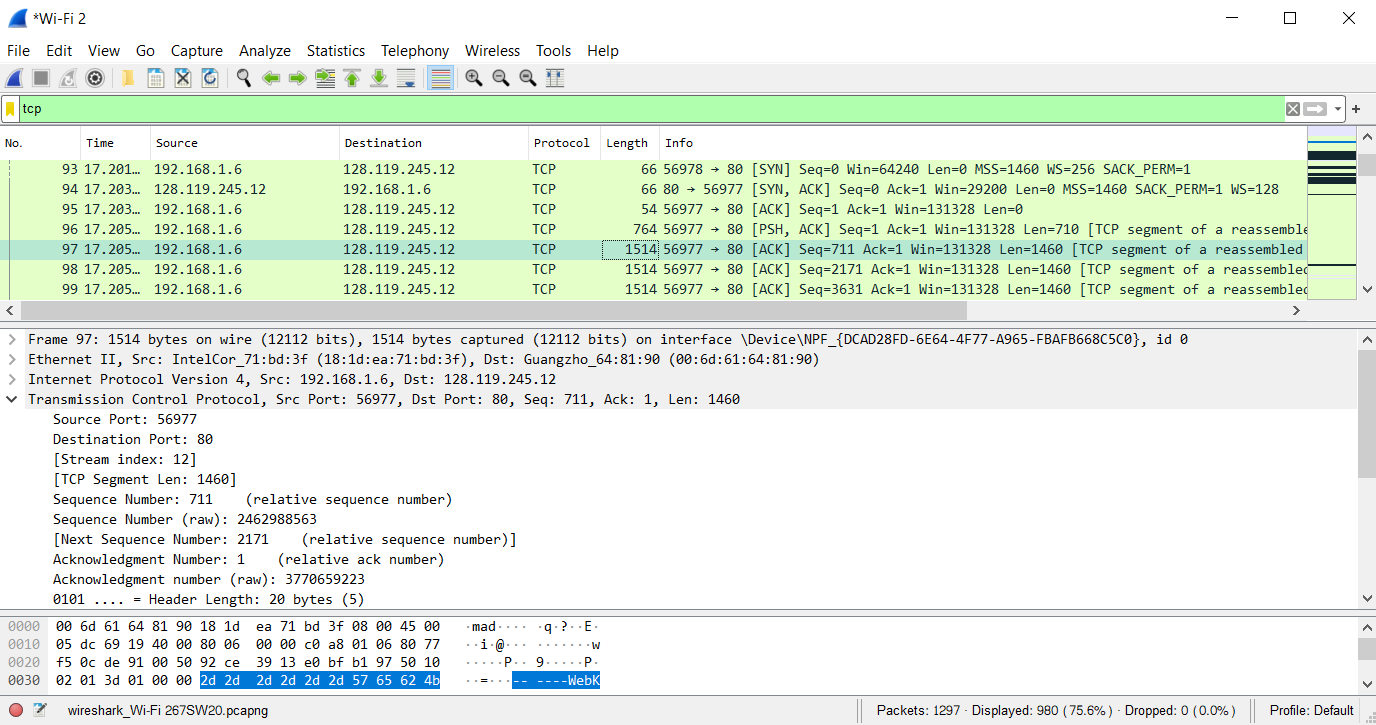 *Wi-Fi 2
File Edit View Go Capture Analyze Statistics Telephony Wireless Tools Help
tcp
No. Time Source Destination Protocol Length Info
93 17.201… 192.168.1.6 128.119.245.12 TCP 66 56978 → 80 [SYN] Seq=0 Win=64240 Len=0 MSS=1460 WS=256 SACK_PERM=1
94 17.203… 128.119.245.12 192.168.1.6 TCP 66 80 → 56977 [SYN, ACK] Seq=0 Ack=1 Win=29200 Len=0 MSS=1460 SACK_PERM=1 WS=128
95 17.203… 192.168.1.6 128.119.245.12 TCP 54 56977 → 80 [ACK] Seq=1 Ack=1 Win=131328 Len=0
96 17.205… 192.168.1.6 128.119.245.12 TCP 764 56977 → 80 [PSH, ACK] Seq=1 Ack=1 Win=131328 Len=710 [TCP segment of a reassemble
97 17.205… 192.168.1.6 128.119.245.12 TCP 1514 56977 → 80 [ACK] Seq=711 Ack=1 Win=131328 Len=1460 [TCP segment of a reassembled
98 17.205… 192.168.1.6 128.119.245.12 TCP 1514 56977 → 80 [ACK] Seq=2171 Ack=1 Win=131328 Len=1460 [TCP segment of a reassembled
99 17.205… 192.168.1.6 128.119.245.12 TCP 1514 56977 → 80 [ACK] Seq=3631 Ack=1 Win=131328 Len=1460 [TCP segment of a reassembled
Frame 97: 1514 bytes on wire (12112 bits), 1514 bytes captured (12112 bits) on interface \Device\NPF_{DCAD28FD-6E64-4F77-A965-FBAFB668C5C0}, id 0
Ethernet II, Src: IntelCor_71:bd:3f (18:1d:ea:71:bd:3f), Dst: Guangzho_64:81:90 (00:6d:61:64:81:90)
Internet Protocol Version 4, Src: 192.168.1.6, Dst: 128.119.245.12
Transmission Control Protocol, Src Port: 56977, Dst Port: 80, Seq: 711, Ack: 1, Len: 1460
Source Port: 56977
Destination Port: 80
[Stream index: 12]
[TCP Segment Len: 1460]
Sequence Number: 711 (relative sequence number)
Sequence Number (raw): 2462988563
[Next Sequence Number: 2171 (relative sequence number)]
Acknowledgment Number: 1 (relative ack number)
Acknowledgment number (raw): 3770659223
0101 .... = Header Length: 20 bytes (5)
0000 00 6d 61 64 81 90 18 1d ea 71 bd 3f 08 00 45 00 ·mad···· ·q·?··E·
0010 05 dc 69 19 40 00 80 06 00 00 c0 a8 01 06 80 77 ··i·@··· ·······w
0020 f5 0c de 91 00 50 92 ce 39 13 e0 bf b1 97 50 10 ·····P·· 9·····P·
0030 02 01 3d 01 00 00 2d 2d 2d 2d 2d 2d 57 65 62 4b ··=···-- ----WebK
wireshark_Wi-Fi 267SW20.pcapng
Packets: 1297 · Displayed: 980 (75.6%) · Dropped: 0 (0.0%)
Profile: Default